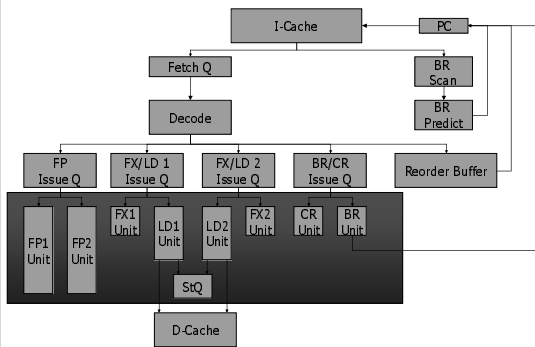 I-Cache
PC
Fetch Q
BR
Scan
BR
Predict
Decode
FP
Issue Q
FX/LD 1
Issue Q
FX/LD 2
Issue Q
BR/CR
Issue Q
Reorder Buffer
FP1
Unit
FP2
Unit
FX1
Unit
LD1
Unit
LD2
Unit
FX2
Unit
CR
Unit
BR
Unit
StQ
D-Cache